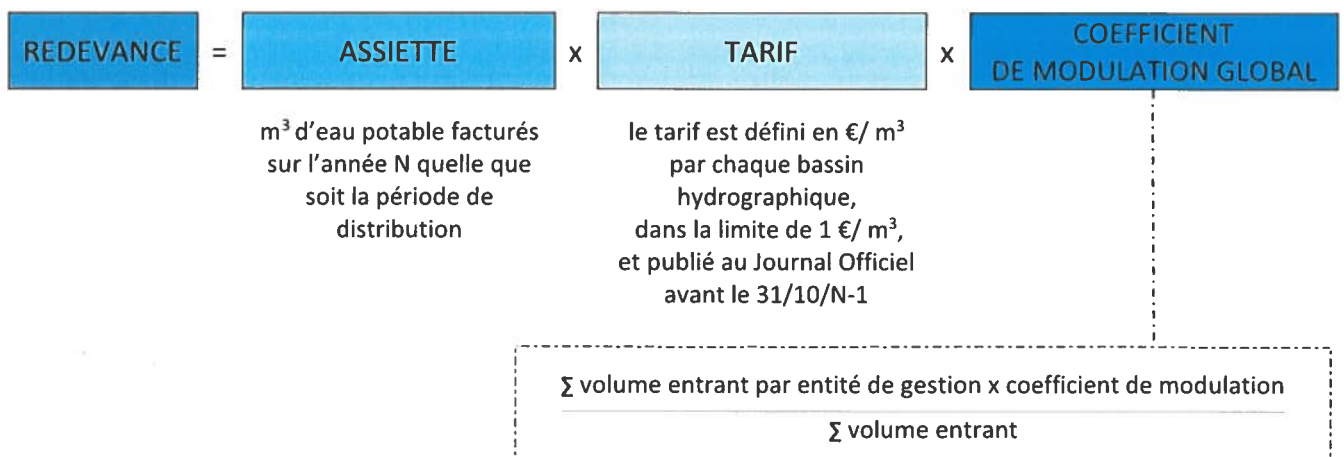 REDEVANCE = ASSIETTE x TARIF x COEFFICIENT
DE MODULATION GLOBAL
m³ d'eau potable facturés
sur l'année N quelle que
soit la période de
distribution
le tarif est défini en €/ m³
par chaque bassin
hydrographique,
dans la limite de 1 €/ m³,
et publié au Journal Officiel
avant le 31/10/N-1
∑ volume entrant par entité de gestion x coefficient de modulation
∑ volume entrant